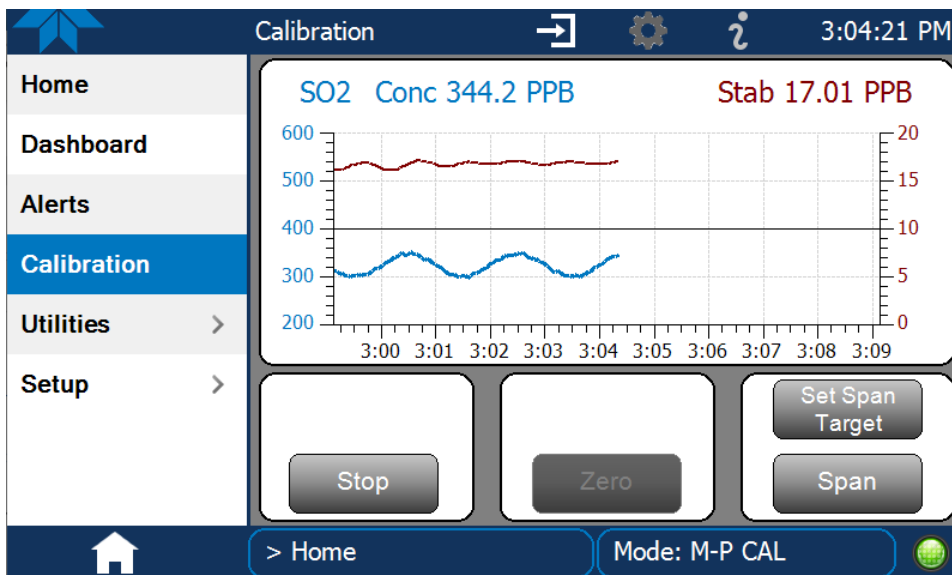 Calibration 3:04:21 PM
Home
Dashboard
Alerts
Calibration
Utilities
Setup
SO2 Conc 344.2 PPB Stab 17.01 PPB
600
500
400
300
200
20
15
10
5
0
3:00 3:01 3:02 3:03 3:04 3:05 3:06 3:07 3:08 3:09
Stop
Zero
Set Span
Target
Span
> Home
Mode: M-P CAL